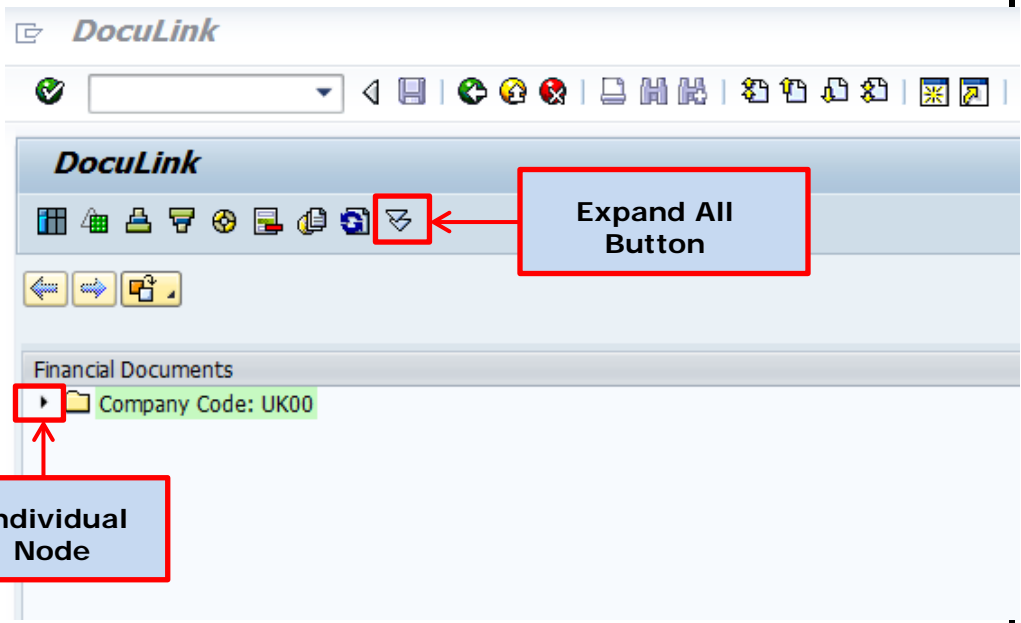 DocuLink
DocuLink
Expand All
Button
Financial Documents
Company Code: UK00
ndividual
Node